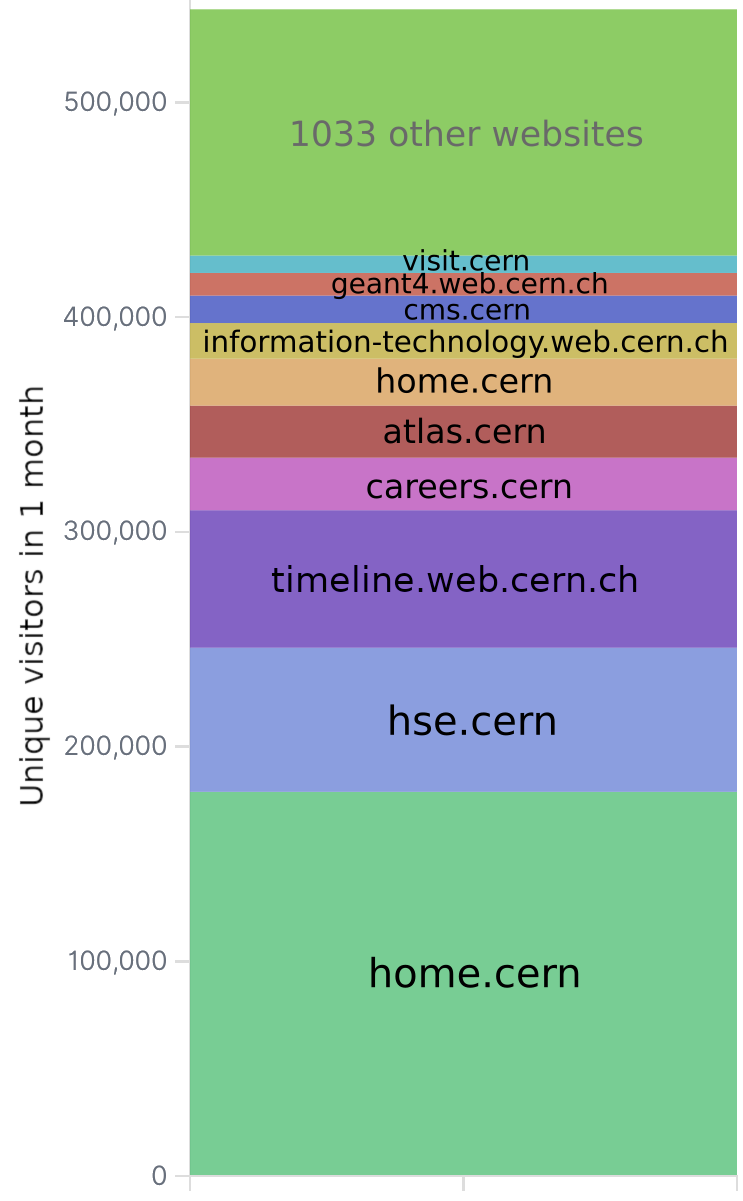 500,000
1033 other websites
visit.cern
geant4.web.cern.ch
400,000
cms.cern
information-technology.web.cern.ch
home.cern
atlas.cern
careers.cern
Unique visitors in 1 month
300,000
timeline.web.cern.ch
hse.cern
200,000
100,000
home.cern
0